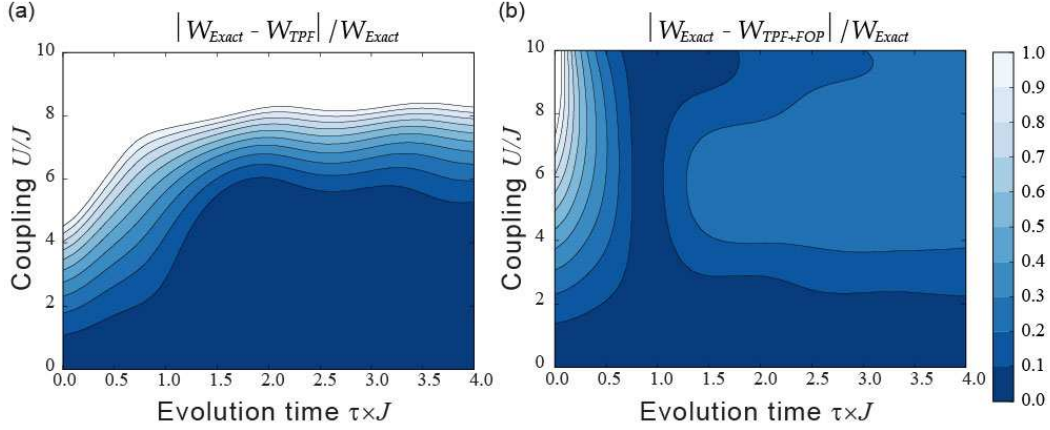 (a)
| W_Exact - W_TPF | / W_Exact
10
8
6
4
2
0
Coupling U/J
0.0 0.5 1.0 1.5 2.0 2.5 3.0 3.5 4.0
Evolution time τ×J
(b)
| W_Exact - W_TPF+FOP | / W_Exact
10
8
6
4
2
0
Coupling U/J
0.0 0.5 1.0 1.5 2.0 2.5 3.0 3.5 4.0
Evolution time τ×J
1.0
0.9
0.8
0.7
0.6
0.5
0.4
0.3
0.2
0.1
0.0